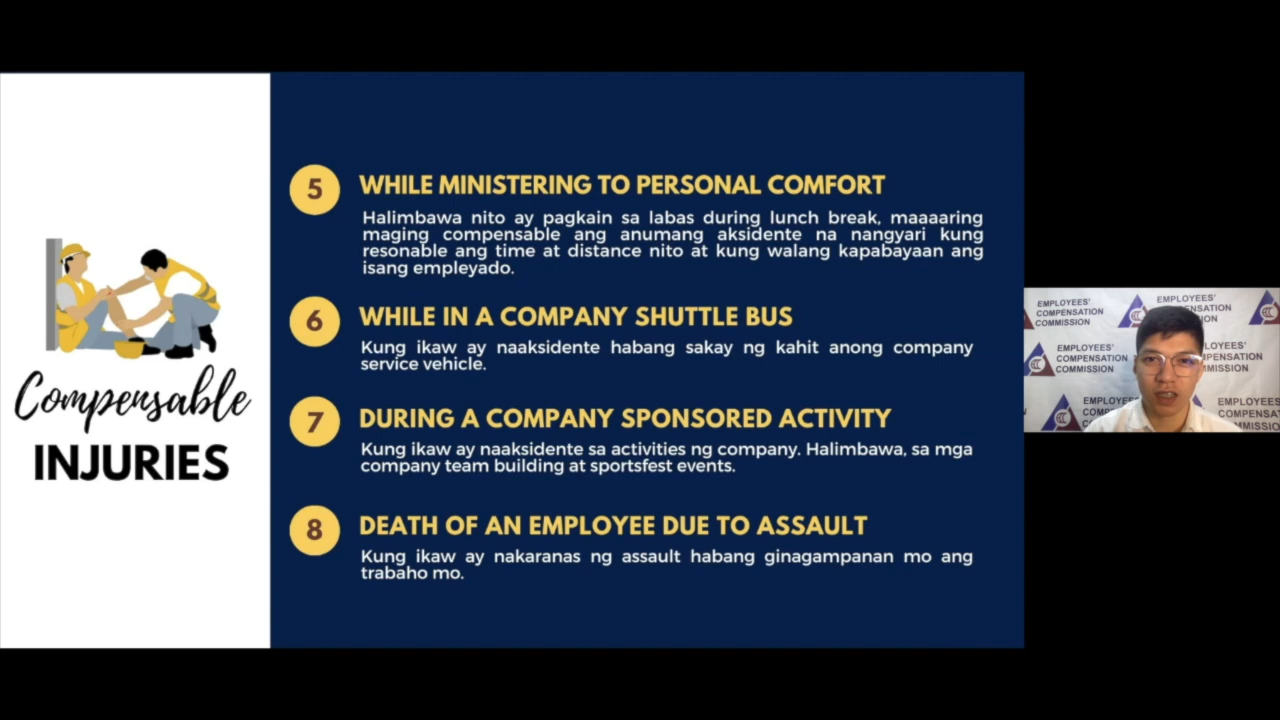 Compensable
INJURIES
5
WHILE MINISTERING TO PERSONAL COMFORT
Halimbawa nito ay pagkain sa labas during lunch break, maaaring
maging compensable ang anumang aksidente na nangyari kung
resonable ang time at distance nito at kung walang kapabayaan ang
isang empleyado.
6
WHILE IN A COMPANY SHUTTLE BUS
Kung ikaw ay naaksidente habang sakay ng kahit anong company
service vehicle.
7
DURING A COMPANY SPONSORED ACTIVITY
Kung ikaw ay naaksidente sa activities ng company. Halimbawa, sa mga
company team building at sportsfest events.
8
DEATH OF AN EMPLOYEE DUE TO ASSAULT
Kung ikaw ay nakaranas ng assault habang ginagampanan mo ang
trabaho mo.
EMPLOYEES'
COMPENSATION
COMMISSION
EMPLOYEES'
COMMISSION
EMPLOYEES'
COMPENSATION
COMMISSION